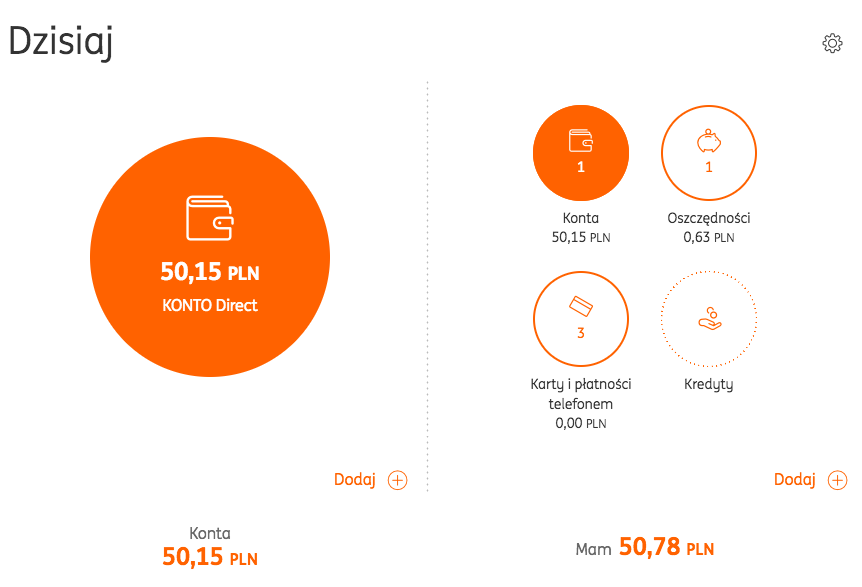 Dzisiaj
50,15 PLN
KONTO Direct
Dodaj
Konta
50,15 PLN
1
Konta
50,15 PLN
1
Oszczędności
0,63 PLN
3
Karty i płatności
telefonem
0,00 PLN
Kredyty
Dodaj
Mam 50,78 PLN